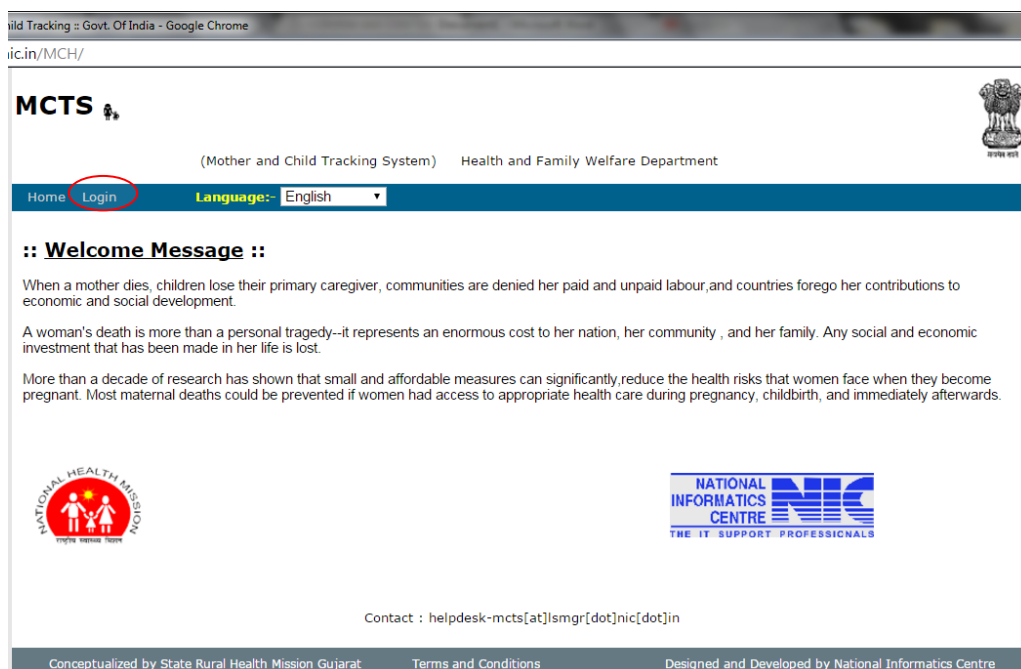 ild Tracking :: Govt. Of India - Google Chrome
ic.in/MCH/
MCTS
सत्यमेव जयते
(Mother and Child Tracking System) Health and Family Welfare Department
Home Login Language:- English
:: Welcome Message ::
When a mother dies, children lose their primary caregiver, communities are denied her paid and unpaid labour,and countries forego her contributions to
economic and social development.
A woman's death is more than a personal tragedy--it represents an enormous cost to her nation, her community , and her family. Any social and economic
investment that has been made in her life is lost.
More than a decade of research has shown that small and affordable measures can significantly,reduce the health risks that women face when they become
pregnant. Most maternal deaths could be prevented if women had access to appropriate health care during pregnancy, childbirth, and immediately afterwards.
NATIONAL HEALTH MISSION
राष्ट्रीय स्वास्थ्य मिशन
NATIONAL
INFORMATICS
CENTRE
NIC
THE IT SUPPORT PROFESSIONALS
Contact : helpdesk-mcts[at]lsmgr[dot]nic[dot]in
Conceptualized by State Rural Health Mission Gujarat Terms and Conditions Designed and Developed by National Informatics Centre